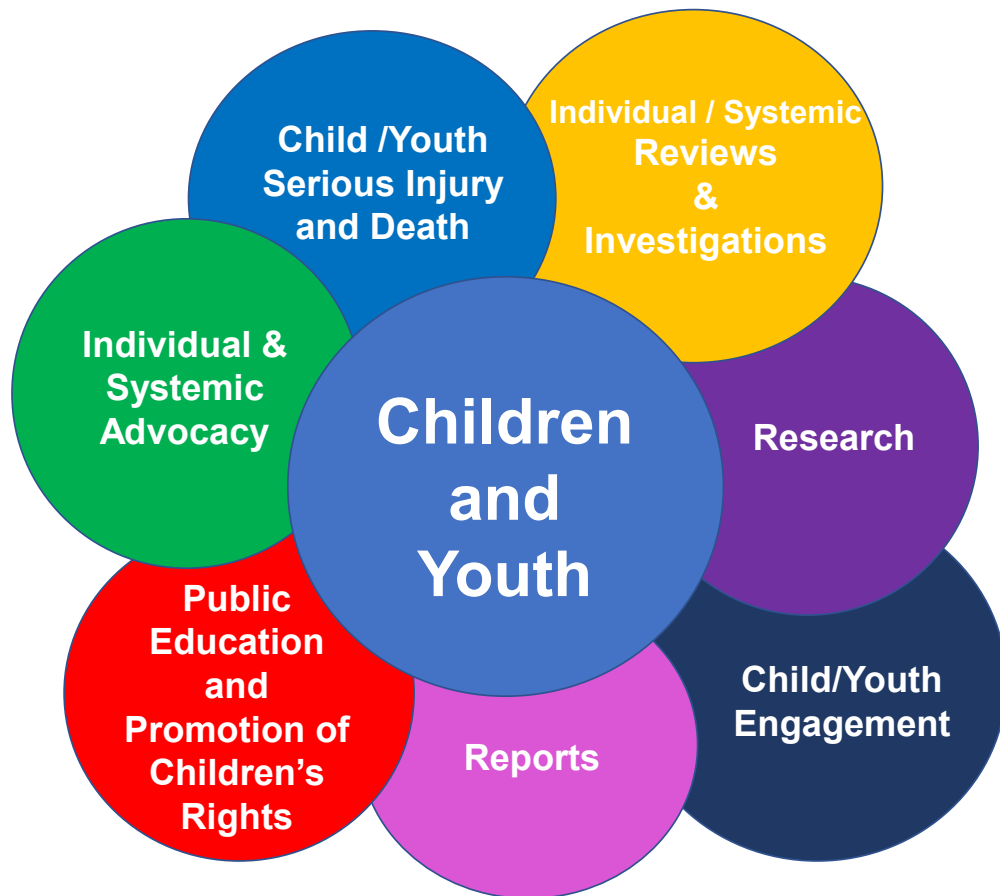 Child /Youth
Serious Injury
and Death
Individual / Systemic
Reviews
&
Investigations
Individual &
Systemic
Advocacy
Children
and
Youth
Research
Public
Education
and
Promotion of
Children’s
Rights
Reports
Child/Youth
Engagement